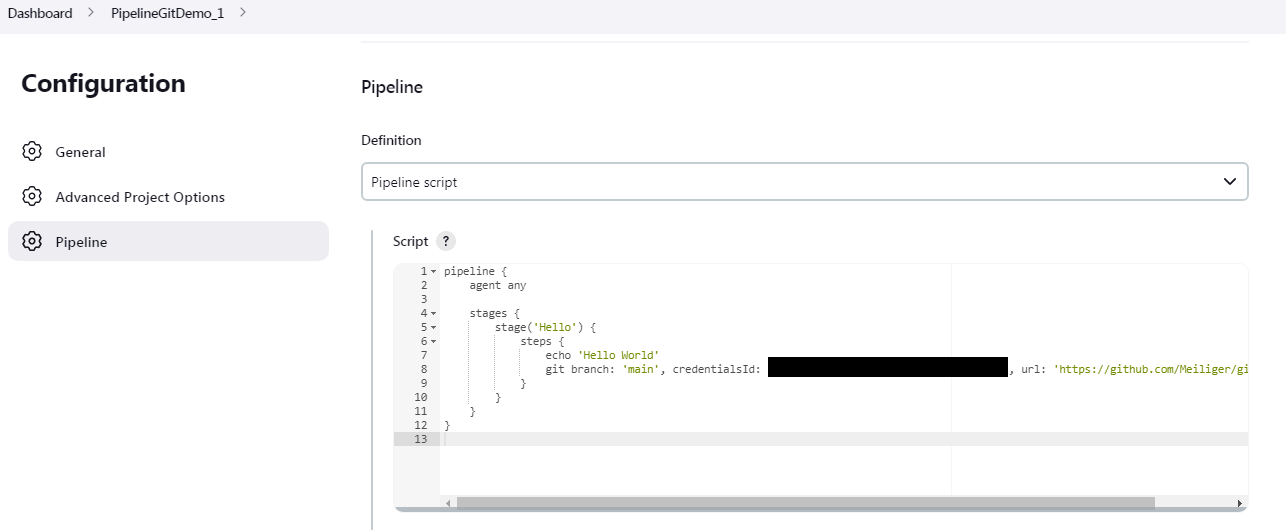 Dashboard > PipelineGitDemo_1 >
Configuration
General
Advanced Project Options
Pipeline
Pipeline
Definition
Pipeline script
Script ?
1 pipeline {
2 agent any
3
4 stages {
5 stage('Hello') {
6 steps {
7 echo 'Hello World'
8 git branch: 'main', credentialsId: , url: 'https://github.com/Meiliger/gi
9 }
10 }
11 }
12 }
13